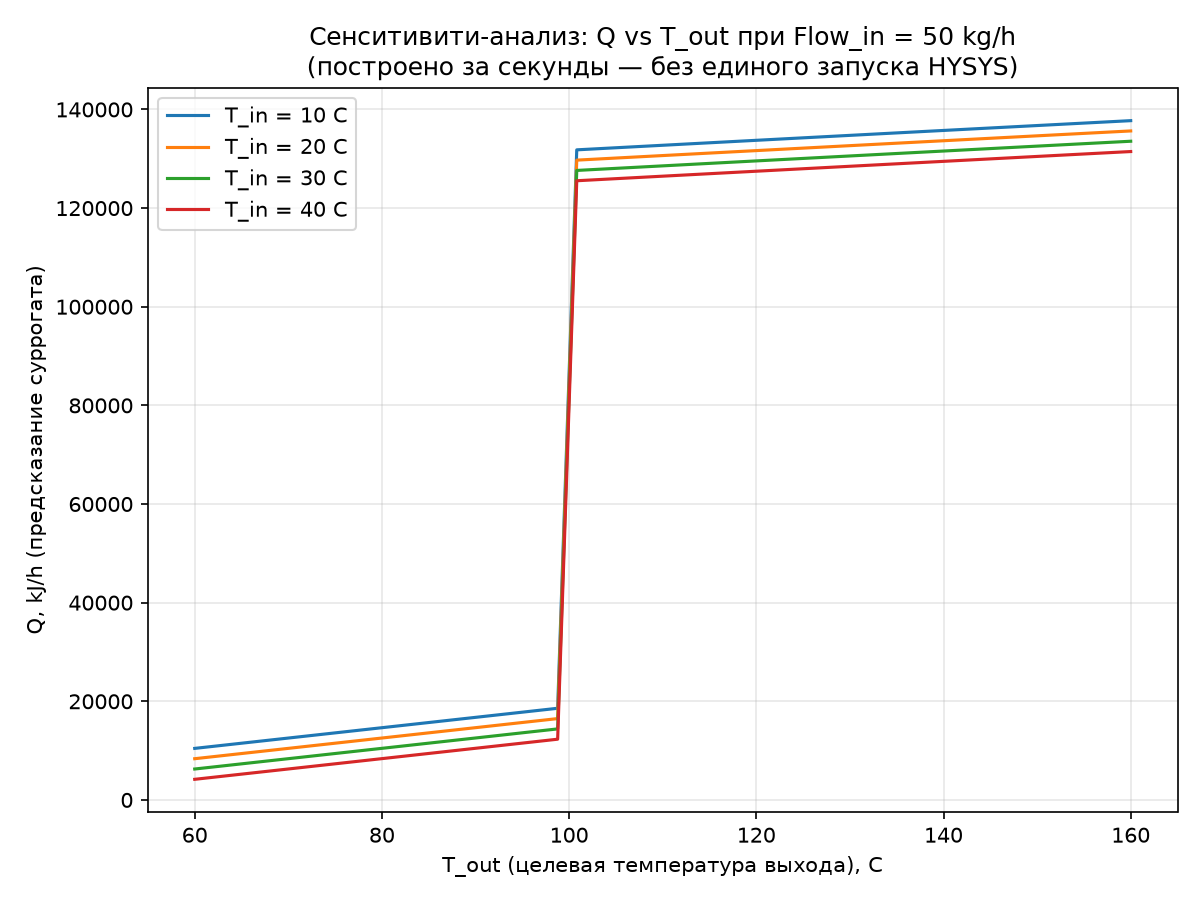 Сенситивити-анализ: Q vs T_out при Flow_in = 50 kg/h
(построено за секунды — без единого запуска HYSYS)
140000
120000
100000
80000
60000
40000
20000
0
T_in = 10 C
T_in = 20 C
T_in = 30 C
T_in = 40 C
Q, kJ/h (предсказание суррогата)
60 80 100 120 140 160
T_out (целевая температура выхода), C